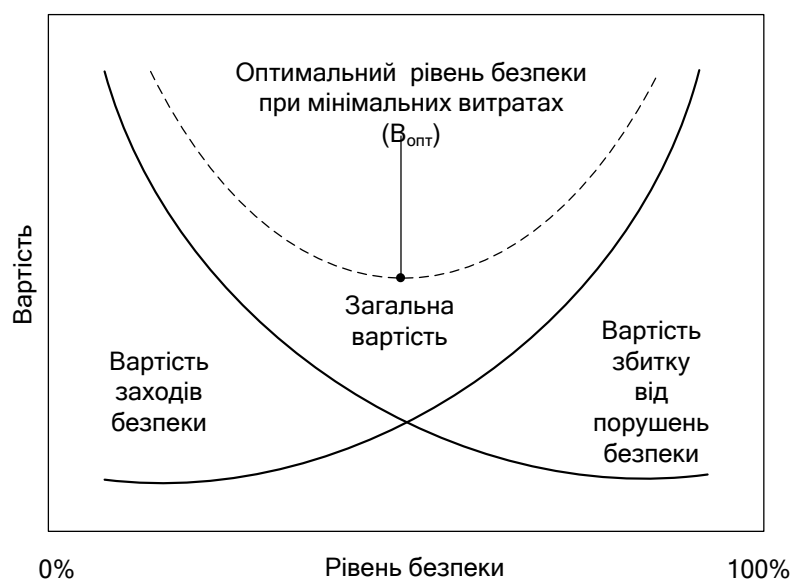 Оптимальний рівень безпеки
при мінімальних витратах
(Bопт)
Вартість
Загальна
вартість
Вартість
заходів
безпеки
Вартість
збитку
від
порушень
безпеки
0%
Рівень безпеки
100%